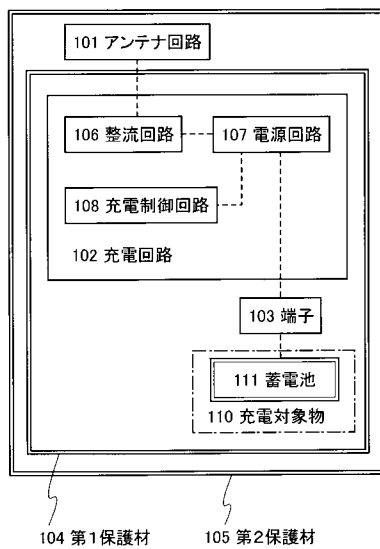 101 アンテナ回路
106 整流回路
107 電源回路
108 充電制御回路
102 充電回路
103 端子
111 蓄電池
110 充電対象物
104 第1保護材
105 第2保護材